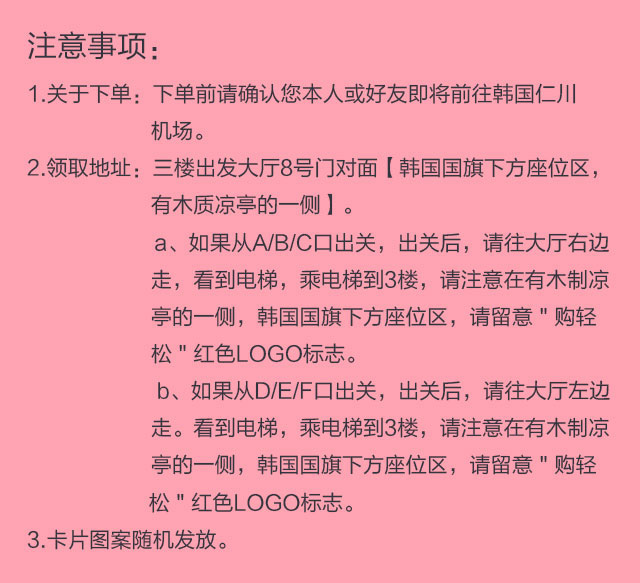 注意事项：
1.关于下单：下单前请确认您本人或好友即将前往韩国仁川
机场。
2.领取地址：三楼出发大厅8号门对面【韩国国旗下方座位区，
有木质凉亭的一侧】。
a、如果从A/B/C口出关，出关后，请往大厅右边
走，看到电梯，乘电梯到3楼，请注意在有木制凉
亭的一侧，韩国国旗下方座位区，请留意＂购轻
松＂红色LOGO标志。
b、如果从D/E/F口出关，出关后，请往大厅左边
走。看到电梯，乘电梯到3楼，请注意在有木制凉
亭的一侧，韩国国旗下方座位区，请留意＂购轻
松＂红色LOGO标志。
3.卡片图案随机发放。